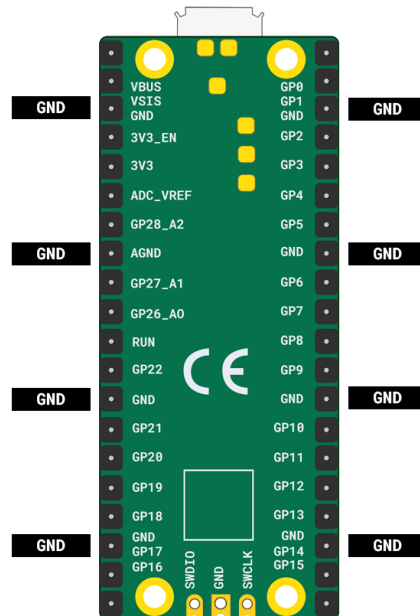 VBUS GP0
VSIS GP1
GND GND GND GND
3V3_EN GP2
3V3 GP3
ADC_VREF GP4
GP28_A2 GP5
GND AGND GND GND
GP27_A1 GP6
GP26_A0 GP7
RUN GP8
GP22 GP9
GND GND GND GND
GP21 GP10
GP20 GP11
GP19 GP12
GP18 GP13
GND GND GND GND
GP17 GP14
GP16 GP15
SWDIO GND SWCLK
CE